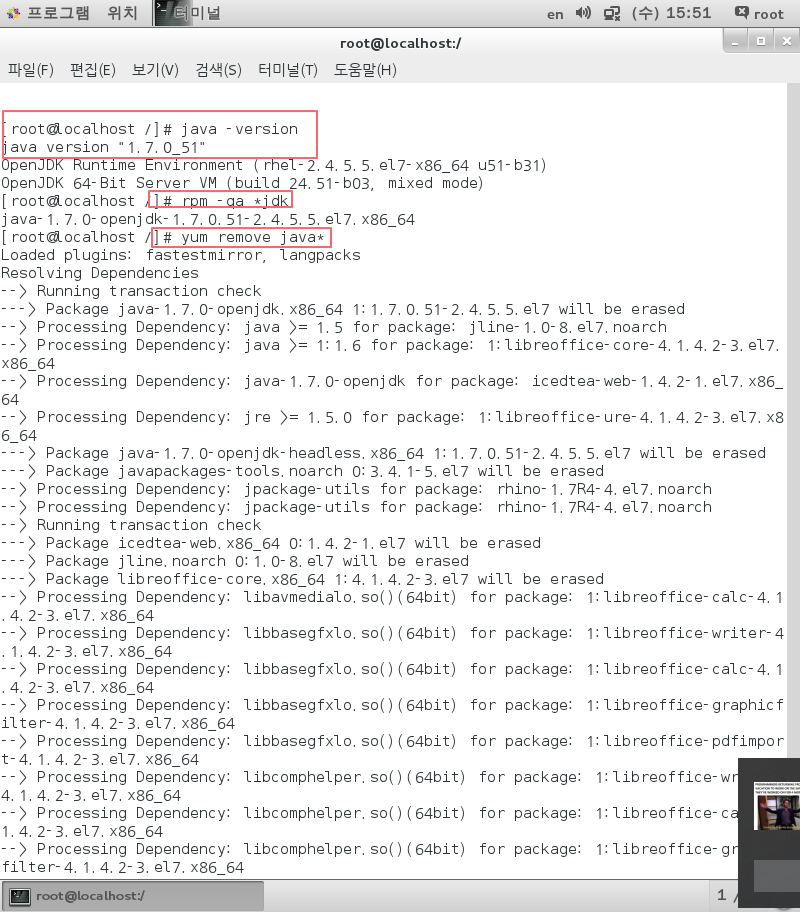 프로그램 위치 터미널 en (수) 15:51 root
root@localhost:/
파일(F) 편집(E) 보기(V) 검색(S) 터미널(T) 도움말(H)
[root@localhost /]# java -version
java version "1.7.0_51"
OpenJDK Runtime Environment (rhel-2.4.5.5.el7-x86_64 u51-b31)
OpenJDK 64-Bit Server VM (build 24.51-b03, mixed mode)
[root@localhost /]# rpm -qa *jdk
java-1.7.0-openjdk-1.7.0.51-2.4.5.5.el7.x86_64
[root@localhost /]# yum remove java*
Loaded plugins: fastestmirror, langpacks
Resolving Dependencies
--> Running transaction check
---> Package java-1.7.0-openjdk.x86_64 1:1.7.0.51-2.4.5.5.el7 will be erased
--> Processing Dependency: java >= 1.5 for package: jline-1.0-8.el7.noarch
--> Processing Dependency: java >= 1:1.6 for package: 1:libreoffice-core-4.1.4.2-3.el7.
x86_64
--> Processing Dependency: java-1.7.0-openjdk for package: icedtea-web-1.4.2-1.el7.x86_
64
--> Processing Dependency: jre >= 1.5.0 for package: 1:libreoffice-ure-4.1.4.2-3.el7.x8
6_64
---> Package java-1.7.0-openjdk-headless.x86_64 1:1.7.0.51-2.4.5.5.el7 will be erased
---> Package javapackages-tools.noarch 0:3.4.1-5.el7 will be erased
--> Processing Dependency: jpackage-utils for package: rhino-1.7R4-4.el7.noarch
--> Processing Dependency: jpackage-utils for package: rhino-1.7R4-4.el7.noarch
--> Running transaction check
---> Package icedtea-web.x86_64 0:1.4.2-1.el7 will be erased
---> Package jline.noarch 0:1.0-8.el7 will be erased
---> Package libreoffice-core.x86_64 1:4.1.4.2-3.el7 will be erased
--> Processing Dependency: libavmedialo.so()(64bit) for package: 1:libreoffice-calc-4.1
.4.2-3.el7.x86_64
--> Processing Dependency: libbasegfxlo.so()(64bit) for package: 1:libreoffice-writer-4
.1.4.2-3.el7.x86_64
--> Processing Dependency: libbasegfxlo.so()(64bit) for package: 1:libreoffice-calc-4.1
.4.2-3.el7.x86_64
--> Processing Dependency: libbasegfxlo.so()(64bit) for package: 1:libreoffice-graphicf
ilter-4.1.4.2-3.el7.x86_64
--> Processing Dependency: libbasegfxlo.so()(64bit) for package: 1:libreoffice-pdfimpor
t-4.1.4.2-3.el7.x86_64
--> Processing Dependency: libcomphelper.so()(64bit) for package: 1:libreoffice-wr
4.1.4.2-3.el7.x86_64
--> Processing Dependency: libcomphelper.so()(64bit) for package: 1:libreoffice-ca
1.4.2-3.el7.x86_64
--> Processing Dependency: libcomphelper.so()(64bit) for package: 1:libreoffice-gr
filter-4.1.4.2-3.el7.x86_64
root@localhost:/
1 /